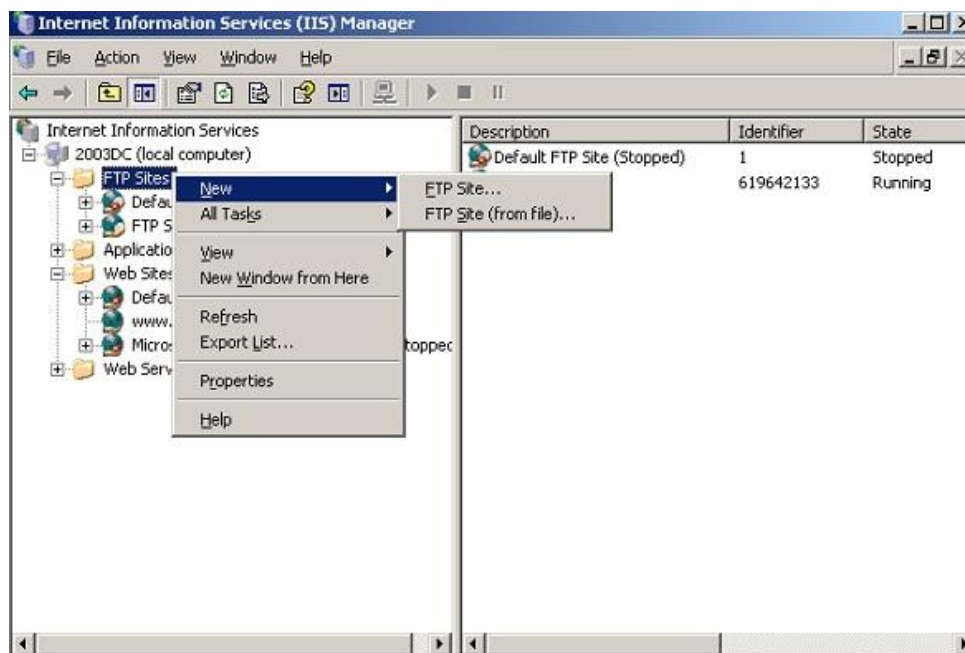 Internet Information Services (IIS) Manager
File Action View Window Help
Internet Information Services
2003DC (local computer)
FTP Sites
Defau
FTP S
Applicatio
Web Sites
Defau
www.
Micros
topped
Web Serv
New
All Tasks
View
New Window from Here
Refresh
Export List...
Properties
Help
FTP Site...
FTP Site (from file)...
Description Identifier State
Default FTP Site (Stopped) 1 Stopped
619642133 Running